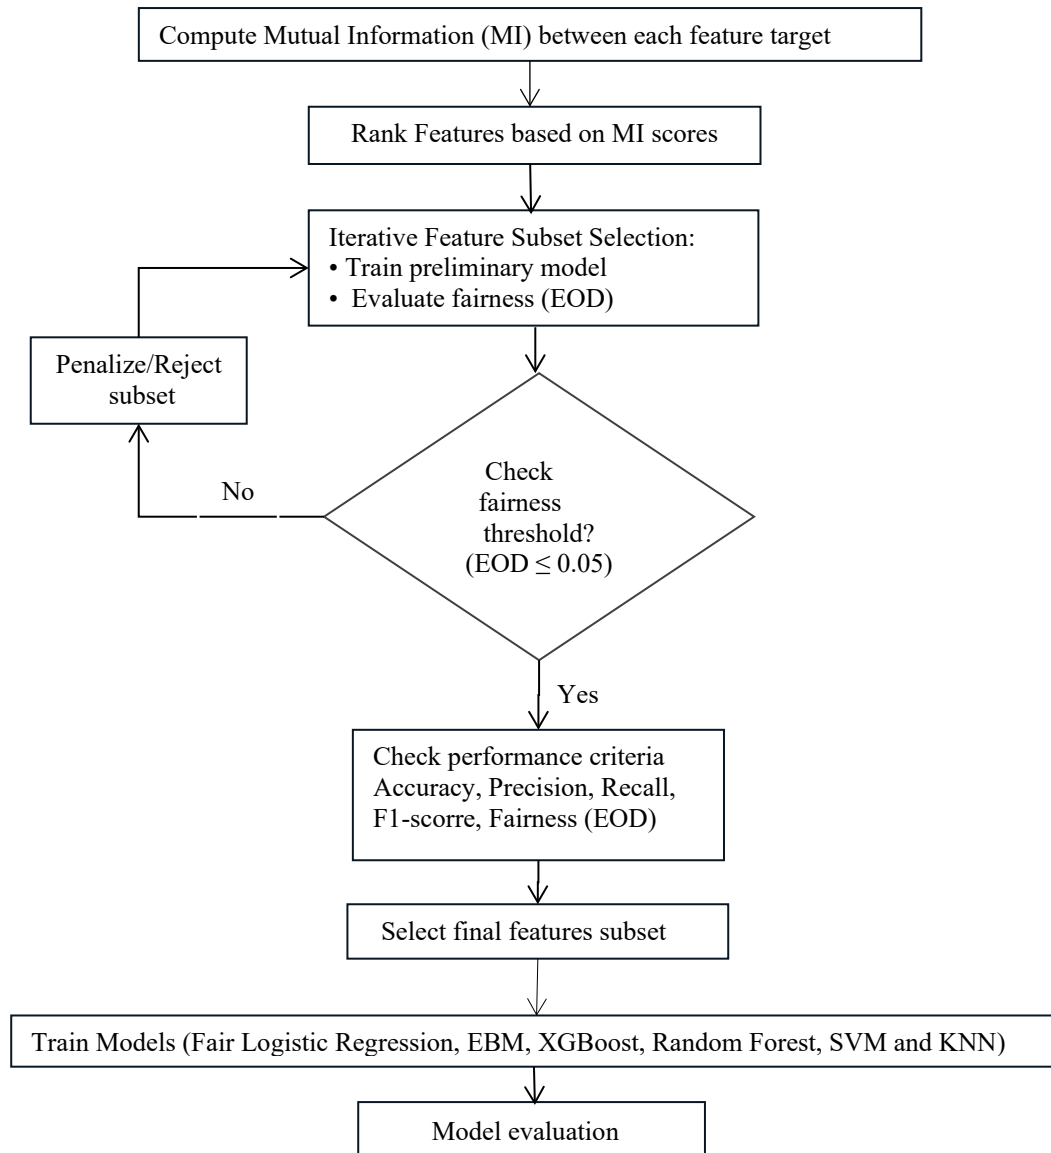 Compute Mutual Information (MI) between each feature target
Rank Features based on MI scores
Iterative Feature Subset Selection:
• Train preliminary model
• Evaluate fairness (EOD)
Penalize/Reject
subset
Check
fairness
threshold?
(EOD ≤ 0.05)
No
Yes
Check performance criteria
Accuracy, Precision, Recall,
F1-scorre, Fairness (EOD)
Select final features subset
Train Models (Fair Logistic Regression, EBM, XGBoost, Random Forest, SVM and KNN)
Model evaluation